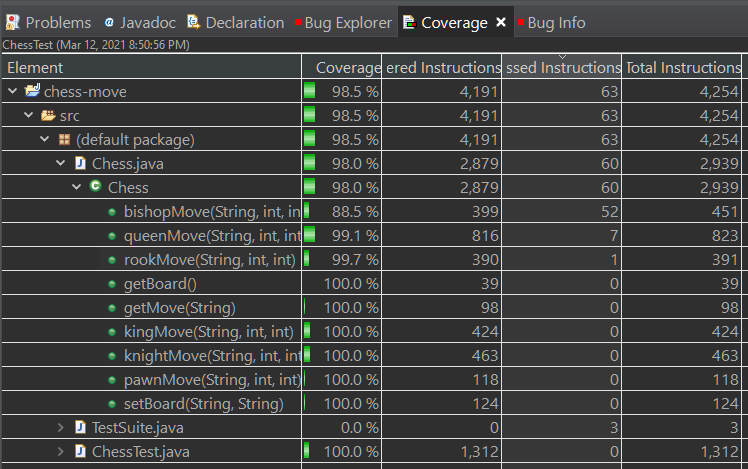 Problems Javadoc Declaration Bug Explorer Coverage Bug Info
ChessTest (Mar 12, 2021 8:50:56 PM)
Element Coverage ered Instructions ssed Instructions Total Instructions
chess-move 98.5 % 4,191 63 4,254
src 98.5 % 4,191 63 4,254
(default package) 98.5 % 4,191 63 4,254
Chess.java 98.0 % 2,879 60 2,939
Chess 98.0 % 2,879 60 2,939
bishopMove(String, int, in 88.5 % 399 52 451
queenMove(String, int, int 99.1 % 816 7 823
rookMove(String, int, int) 99.7 % 390 1 391
getBoard() 100.0 % 39 0 39
getMove(String) 100.0 % 98 0 98
kingMove(String, int, int) 100.0 % 424 0 424
knightMove(String, int, int 100.0 % 463 0 463
pawnMove(String, int, int) 100.0 % 118 0 118
setBoard(String, String) 100.0 % 124 0 124
TestSuite.java 0.0 % 0 3 3
ChessTest.java 100.0 % 1,312 0 1,312